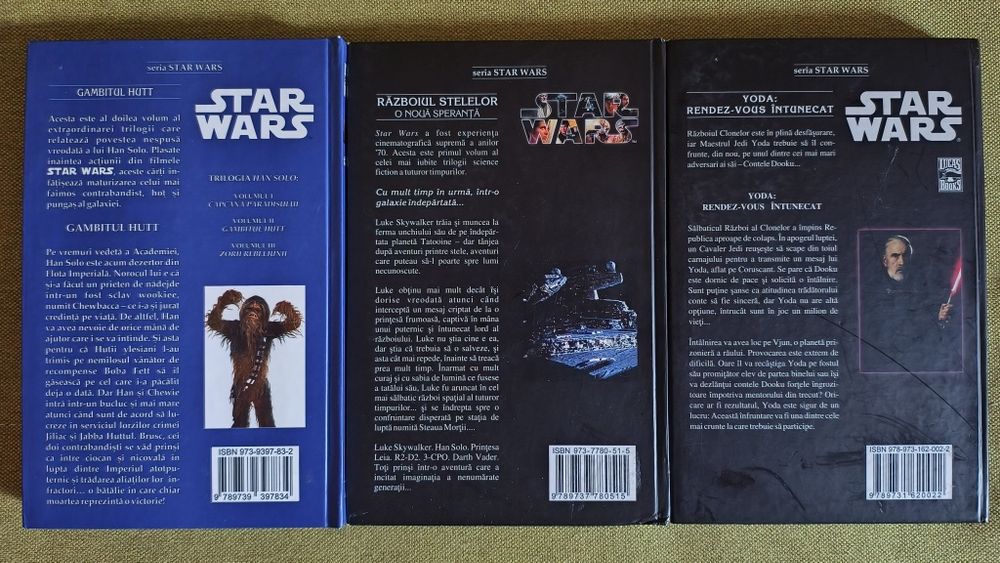 seria STAR WARS
GAMBITUL HUTT
Acesta este al doilea volum al
extraordinarei trilogii care
relatează povestea nespusă
vreodată a lui Han Solo. Plasate
înaintea acțiunii din filmele
STAR WARS, aceste cărți în-
fățișează maturizarea celui mai
faimos contrabandist, hoț și
pungaș al galaxiei.
GAMBITUL HUTT
Pe vremuri vedetă a Academiei,
Han Solo este acum dezertor din
Flota Imperială. Norocul lui e că
și-a făcut un prieten de nădejde
într-un fost sclav wookiee,
numit Chewbacca – ce i-a și jurat
credință pe viață. De altfel, Han
va avea nevoie de orice mână de
ajutor care i se va întinde. Și asta
pentru că Hutii ylesiani l-au
trimis pe nemilosul vânător de
recompense Boba Fett să îl
găsească pe cel care i-a păcălit
deja o dată. Dar Han și Chewie
intră într-un bucluc și mai mare
atunci când sunt de acord să lu-
creze în serviciul lorzilor crimei
Jiliac și Jabba Huttul. Brusc, cei
doi contrabandiști se văd prinși
ca între ciocan și nicovală în
lupta dintre Imperiul atotpu-
ternic și trădarea aliaților lor in-
fractori... o bătălie în care chiar
moartea reprezintă o victorie!
STAR
WARS
TRILOGIA HAN SOLO:
VOLUMUL I
CAPCANA PARADISULUI
VOLUMUL II
GAMBITUL HUTT
VOLUMUL III
ZORII REBELIUNII
ISBN 973-9397-83-2
9 789739 397834
seria STAR WARS
RĂZBOIUL STELELOR
O NOUĂ SPERANȚĂ
Star Wars a fost experiența
cinematografică supremă a anilor
'70. Acesta este primul volum al
celei mai iubite trilogii science
fiction a tuturor timpurilor.
Cu mult timp în urmă, într-o
galaxie îndepărtată...
Luke Skywalker trăia și muncea la
ferma unchiului său de pe îndepăr-
tata planetă Tatooine – dar tânjea
după aventuri printre stele, aventuri
care puteau să-l poarte spre lumi
necunoscute.
Luke obținu mai mult decât își
dorise vreodată atunci când
interceptă un mesaj criptat de la o
prințesă frumoasă, captivă în mâna
unui puternic și întunecat lord al
războiului. Luke nu știa cine e ea,
dar știa că trebuia să o salveze, și
asta cât mai repede, înainte să treacă
prea mult timp. Înarmat cu mult
curaj și cu sabia de lumină ce fusese
a tatălui său, Luke fu aruncat în cel
mai sălbatic război spațial al tuturor
timpurilor... și se îndrepta spre o
confruntare disperată pe stația de
luptă numită Steaua Morții....
Luke Skywalker. Han Solo. Prințesa
Leia. R2-D2. 3-CPO. Darth Vader.
Toți prinși într-o aventură care a
incitat imaginația a nenumărate
generații...
STAR
WARS
ISBN 973-7780-51-5
9 789737 780515
seria STAR WARS
YODA:
RENDEZ-VOUS ÎNTUNECAT
Războiul Clonelor este în plină desfășurare,
iar Maestrul Jedi Yoda trebuie să îl con-
frunte, din nou, pe unul dintre cei mai mari
adversari ai săi – Contele Dooku...
YODA:
RENDEZ-VOUS ÎNTUNECAT
Sălbaticul Război al Clonelor a împins Re-
publica aproape de colaps. În apogeul luptei,
un Cavaler Jedi reușește să scape din toiul
carnajului pentru a transmite un mesaj lui
Yoda, aflat pe Coruscant. Se pare că Dooku
este dornic de pace și solicită o întâlnire.
Sunt puține șanse ca atitudinea trădătorului
conte să fie sinceră, dar Yoda nu are altă
opțiune, întrucât sunt în joc un milion de
vieți...
Întâlnirea va avea loc pe Vjun, o planetă pri-
zonieră a răului. Provocarea este extrem de
dificilă. Oare îl va recâștiga Yoda pe fostul
său promițător elev de partea binelui sau își
va dezlănțui contele Dooku forțele îngrozi-
toare împotriva mentorului din trecut? Ori-
care ar fi rezultatul, Yoda este sigur de un
lucru: Această înfruntare va fi una dintre cele
mai crunte la care trebuie să participe.
STAR
WARS
LUCAS
BOOKS
ISBN 978-973-162-002-2
9 789731 620022